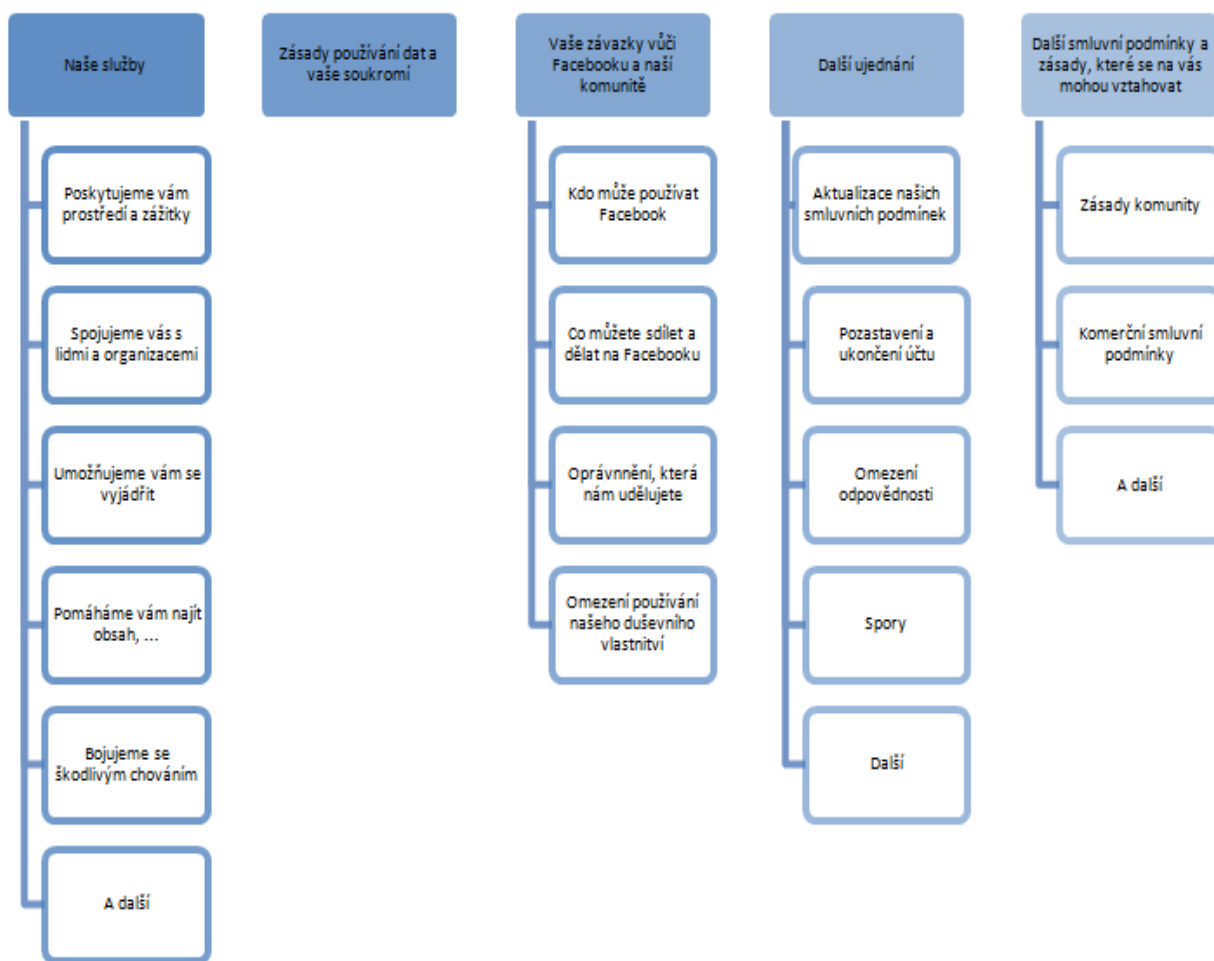 Naše služby
Poskytujeme vám
prostředí a zážitky
Spojujeme vás s
lidmi a organizacemi
Umožňujeme vám se
vyjádřit
Pomáháme vám najít
obsah, ...
Bojujeme se
škodlivým chováním
A další
Zásady používání dat a
vaše soukromí
Vaše závazky vůči
Facebooku a naší
komunitě
Kdo může používat
Facebook
Co můžete sdílet a
dělat na Facebooku
Oprávnnění, která
nám udělujete
Omezení používání
našeho duševního
vlastnitví
Další ujednání
Aktualizace našich
smluvních podmínek
Pozastavení a
ukončení účtu
Omezení
odpovědnosti
Spory
Další
Další smluvní podmínky a
zásady, které se na vás
mohou vztahovat
Zásady komunity
Komerční smluvní
podmínky
A další